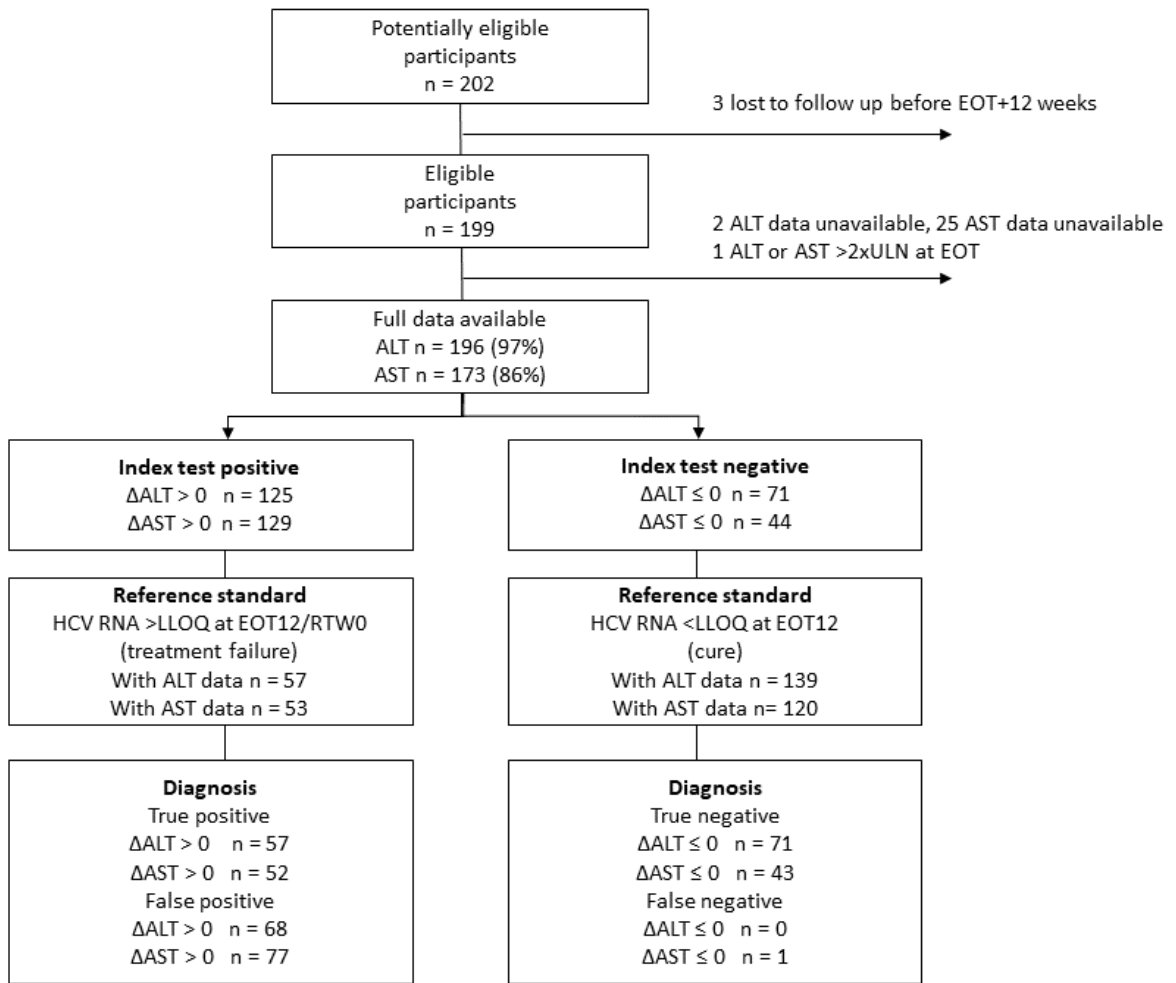 Potentially eligible
participants
n = 202
3 lost to follow up before EOT+12 weeks
Eligible
participants
n = 199
2 ALT data unavailable, 25 AST data unavailable
1 ALT or AST >2xULN at EOT
Full data available
ALT n = 196 (97%)
AST n = 173 (86%)
Index test positive
ΔALT > 0 n = 125
ΔAST > 0 n = 129
Index test negative
ΔALT ≤ 0 n = 71
ΔAST ≤ 0 n = 44
Reference standard
HCV RNA >LLOQ at EOT12/RTW0
(treatment failure)
With ALT data n = 57
With AST data n = 53
Reference standard
HCV RNA <LLOQ at EOT12
(cure)
With ALT data n = 139
With AST data n= 120
Diagnosis
True positive
ΔALT > 0 n = 57
ΔAST > 0 n = 52
False positive
ΔALT > 0 n = 68
ΔAST > 0 n = 77
Diagnosis
True negative
ΔALT ≤ 0 n = 71
ΔAST ≤ 0 n = 43
False negative
ΔALT ≤ 0 n = 0
ΔAST ≤ 0 n = 1